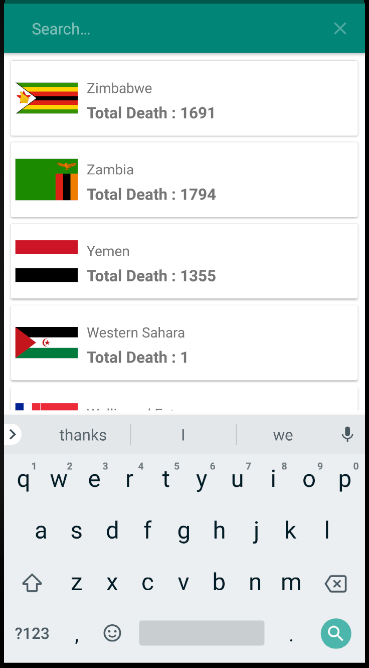 Search...
Zimbabwe
Total Death : 1691
Zambia
Total Death : 1794
Yemen
Total Death : 1355
Western Sahara
Total Death : 1
thanks I we
1 2 3 4 5 6 7 8 9 0
q w e r t y u i o p
a s d f g h j k l
z x c v b n m
?123 , .